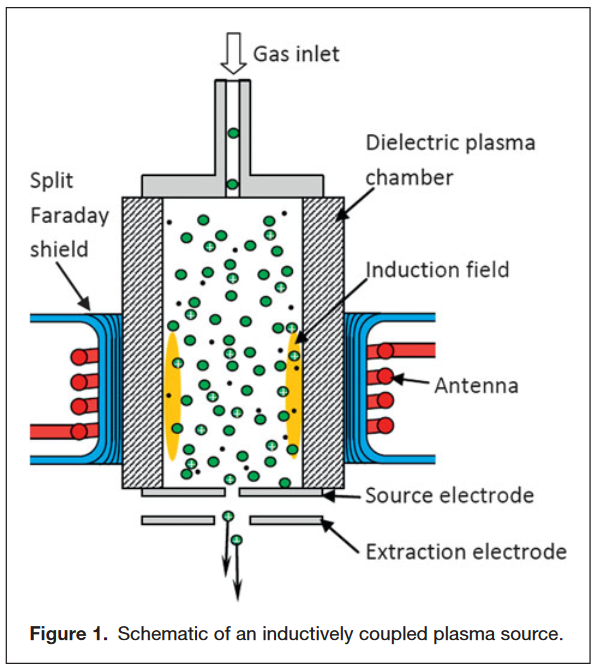 Gas inlet
Dielectric plasma
chamber
Split
Faraday
shield
Induction field
Antenna
Source electrode
Extraction electrode
Figure 1. Schematic of an inductively coupled plasma source.